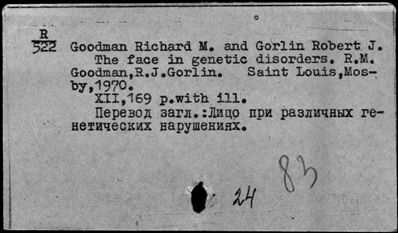 R
522
Goodman Richard M. and Gorlin Robert J.
The face in genetic disorders. R.M.
Goodman,R.J.Gorlin. Saint Louis,Mos-
by,1970.
XII,169 p.with ill.
Перевод загл.:Лицо при различных ге-
нетических нарушениях.
24
83